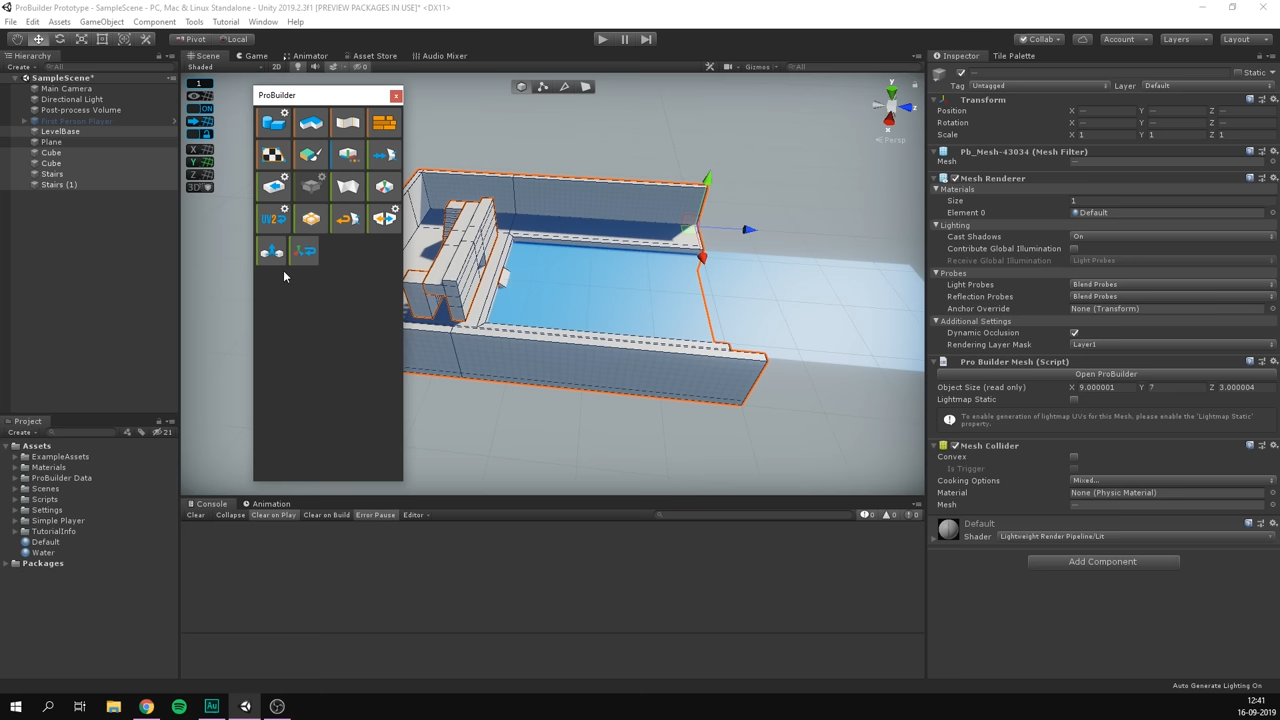 ProBuilder Prototype - SampleScene - PC, Mac & Linux Standalone - Unity 2019.2.3f1 [PREVIEW PACKAGES IN USE]* <DX11>
File Edit Assets GameObject Component Tools Tutorial Window Help
Pivot Local Collab Account Layers Layout
Hierarchy
Create All
SampleScene*
Main Camera
Directional Light
Post-process Volume
First Person Player
LevelBase
Plane
Cube
Cube
Stairs
Stairs (1)
Scene Game Animator Asset Store Audio Mixer
Shaded 2D 0 Gizmos All
1
ON
X
Y
Z
3D
ProBuilder
x
UV2
y
z
x
Persp
Project
Create 21
Assets
ExampleAssets
Materials
ProBuilder Data
Scenes
Scripts
Settings
Simple Player
TutorialInfo
Default
Water
Packages
Console Animation
Clear Collapse Clear on Play Clear on Build Error Pause Editor 0 0 0
Inspector Tile Palette
— Static
Tag Untagged Layer Default
Transform
Position X — Y — Z —
Rotation X — Y — Z —
Scale X 1 Y 1 Z 1
Pb_Mesh-43034 (Mesh Filter)
Mesh —
Mesh Renderer
Materials
Size 1
Element 0 Default
Lighting
Cast Shadows On
Contribute Global Illumination
Receive Global Illumination Light Probes
Probes
Light Probes Blend Probes
Reflection Probes Blend Probes
Anchor Override None (Transform)
Additional Settings
Dynamic Occlusion
Rendering Layer Mask Layer1
Pro Builder Mesh (Script)
Open ProBuilder
Object Size (read only) X 9.000001 Y 7 Z 3.000004
Lightmap Static
To enable generation of lightmap UVs for this Mesh, please enable the 'Lightmap Static'
property.
Mesh Collider
Convex
Is Trigger
Cooking Options Mixed...
Material None (Physic Material)
Mesh —
Default
Shader Lightweight Render Pipeline/Lit
Add Component
Auto Generate Lighting On
Au
12:41
16-09-2019